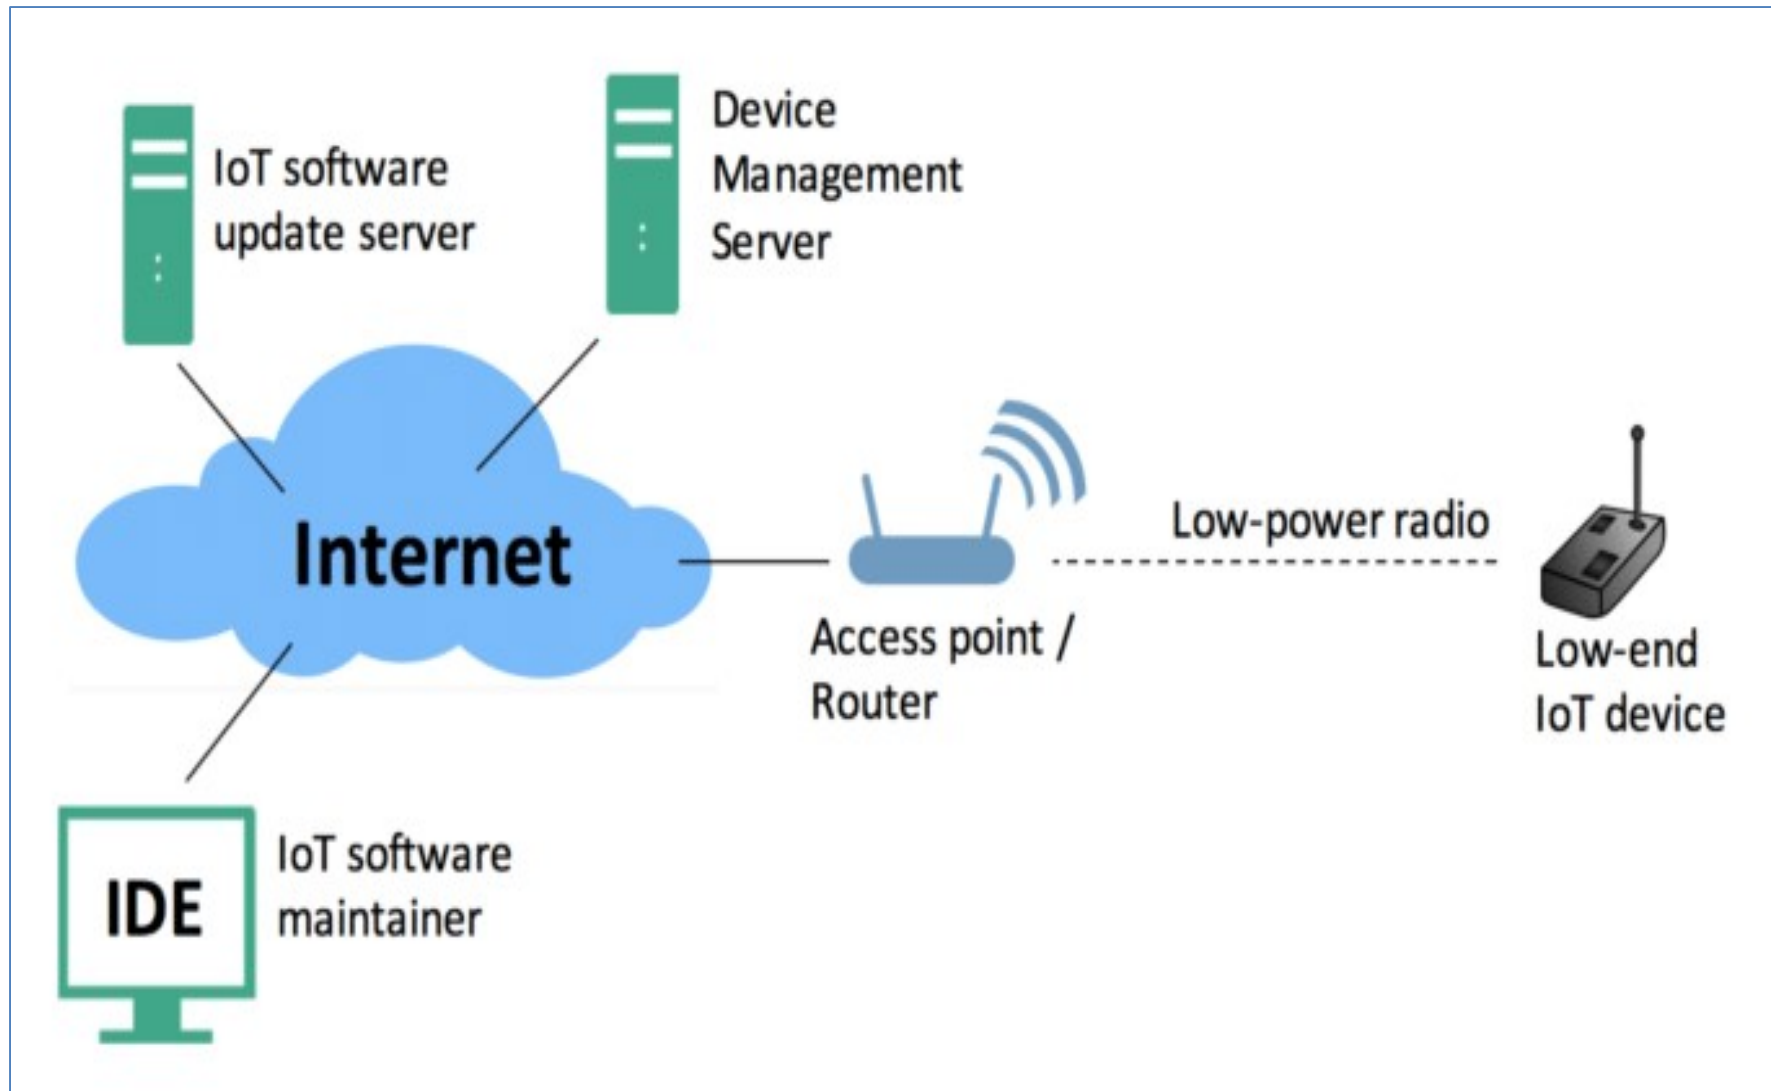 IoT software
update server
Device
Management
Server
Internet
Access point /
Router
Low-power radio
Low-end
IoT device
IDE
IoT software
maintainer